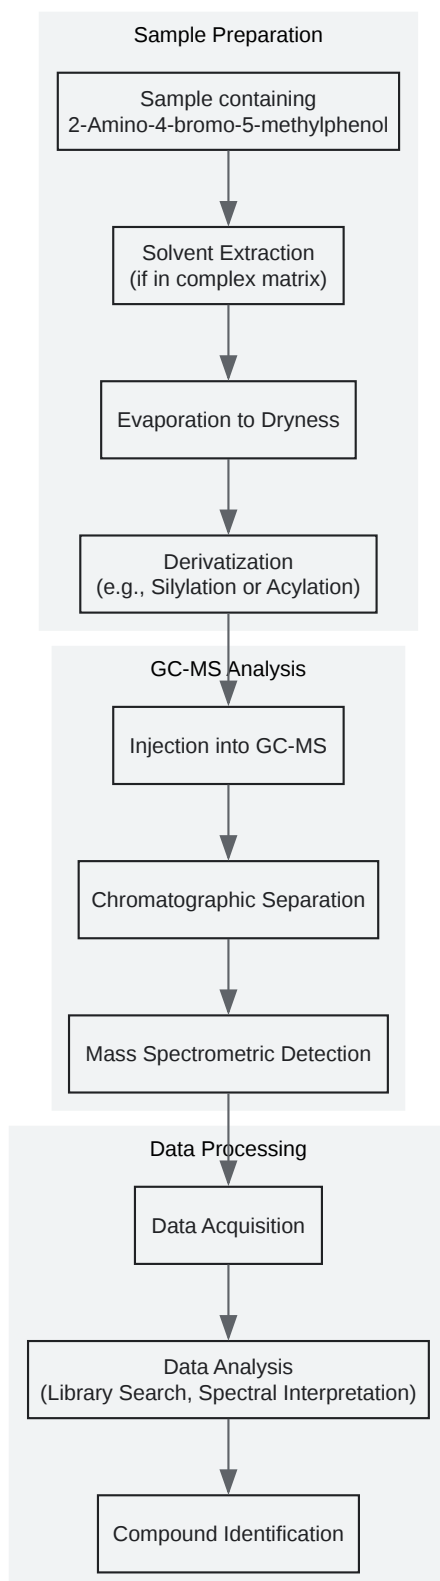 Sample Preparation
Sample containing
2-Amino-4-bromo-5-methylphenol
Solvent Extraction
(if in complex matrix)
Evaporation to Dryness
Derivatization
(e.g., Silylation or Acylation)
GC-MS Analysis
Injection into GC-MS
Chromatographic Separation
Mass Spectrometric Detection
Data Processing
Data Acquisition
Data Analysis
(Library Search, Spectral Interpretation)
Compound Identification